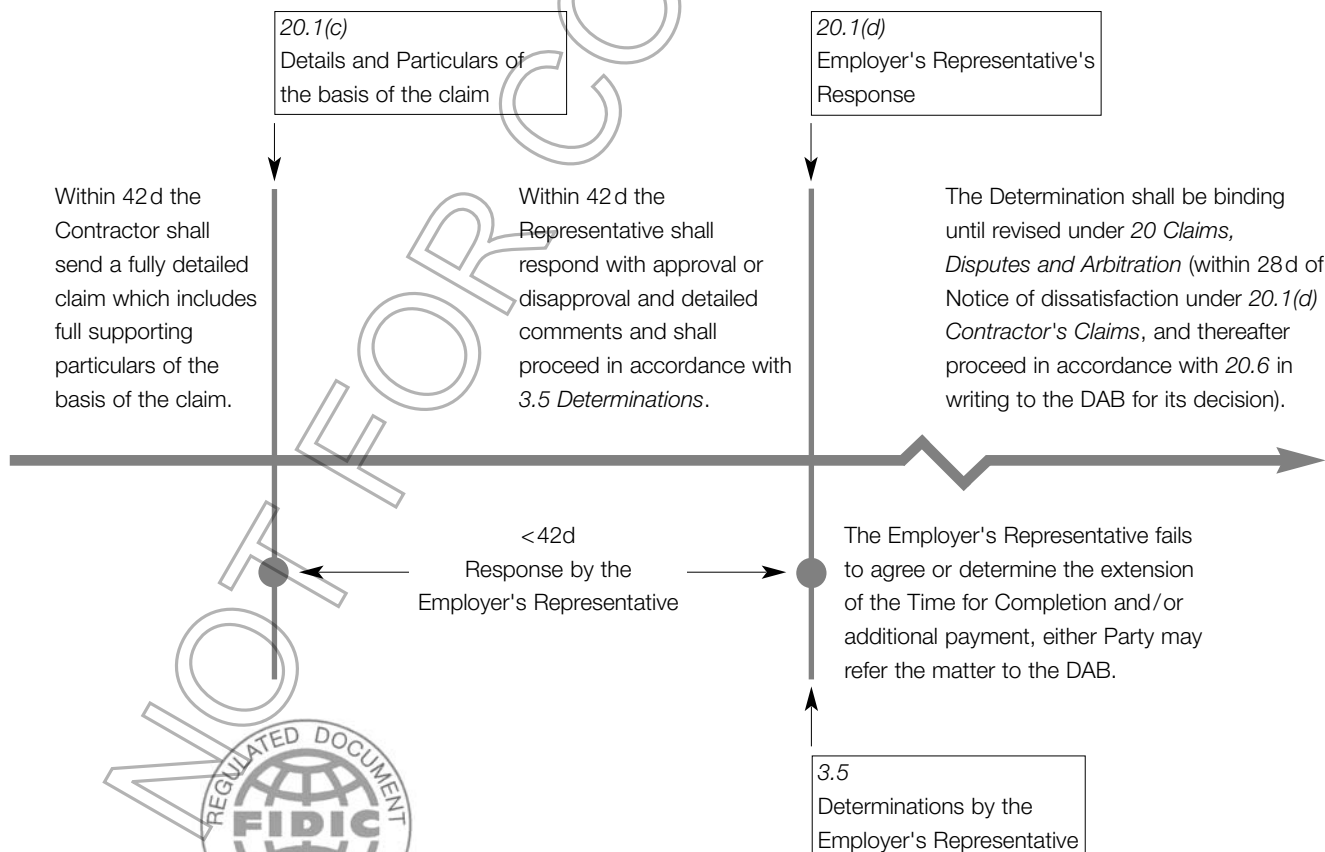 20.1(c)
Details and Particulars of
the basis of the claim
20.1(d)
Employer's Representative's
Response
Within 42d the
Contractor shall
send a fully detailed
claim which includes
full supporting
particulars of the
basis of the claim.
Within 42d the
Representative shall
respond with approval or
disapproval and detailed
comments and shall
proceed in accordance with
3.5 Determinations.
The Determination shall be binding
until revised under 20 Claims,
Disputes and Arbitration (within 28d of
Notice of dissatisfaction under 20.1(d)
Contractor's Claims, and thereafter
proceed in accordance with 20.6 in
writing to the DAB for its decision).
<42d
Response by the
Employer's Representative
The Employer's Representative fails
to agree or determine the extension
of the Time for Completion and/or
additional payment, either Party may
refer the matter to the DAB.
3.5
Determinations by the
Employer's Representative
NOT FOR CO
REGULATED DOCUMENT
FIDIC